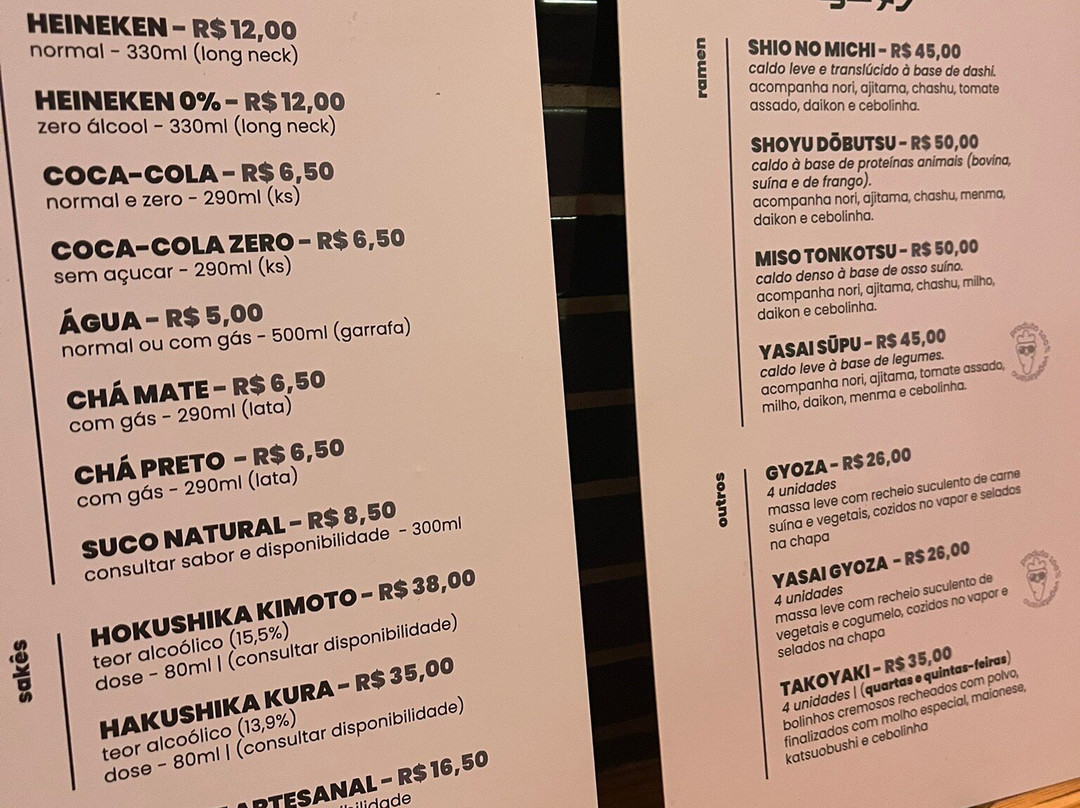 HEINEKEN - R$ 12,00
normal - 330ml (long neck)
HEINEKEN 0% - R$ 12,00
zero álcool - 330ml (long neck)
COCA-COLA - R$ 6,50
normal e zero - 290ml (ks)
COCA-COLA ZERO - R$ 6,50
sem açucar - 290ml (ks)
ÁGUA - R$ 5,00
normal ou com gás - 500ml (garrafa)
CHÁ MATE - R$ 6,50
com gás - 290ml (lata)
CHÁ PRETO - R$ 6,50
com gás - 290ml (lata)
SUCO NATURAL - R$ 8,50
consultar sabor e disponibilidade - 300ml
sakês
HOKUSHIKA KIMOTO - R$ 38,00
teor alcoólico (15,5%)
dose - 80ml | (consultar disponibilidade)
HAKUSHIKA KURA - R$ 35,00
teor alcoólico (13,9%)
dose - 80ml | (consultar disponibilidade)
ARTESANAL - R$ 16,50
ramen
SHIO NO MICHI - R$ 45,00
caldo leve e translúcido à base de dashi.
acompanha nori, ajitama, chashu, tomate
assado, daikon e cebolinha.
SHOYU DŌBUTSU - R$ 50,00
caldo à base de proteínas animais (bovina,
suína e de frango).
acompanha nori, ajitama, chashu, menma,
daikon e cebolinha.
MISO TONKOTSU - R$ 50,00
caldo denso à base de osso suíno.
acompanha nori, ajitama, chashu, milho,
daikon e cebolinha.
YASAI SŪPU - R$ 45,00
caldo leve à base de legumes.
acompanha nori, ajitama, tomate assado,
milho, daikon, menma e cebolinha.
produto 100%
outros
GYOZA - R$ 26,00
4 unidades
massa leve com recheio suculento de carne
suína e vegetais, cozidos no vapor e selados
na chapa
YASAI GYOZA - R$ 26,00
4 unidades
massa leve com recheio suculento de
vegetais e cogumelo, cozidos no vapor e
selados na chapa
produto 100%
TAKOYAKI - R$ 35,00
4 unidades | (quartas e quintas-feiras)
bolinhos cremosos recheados com polvo,
finalizados com molho especial, maionese,
katsuobushi e cebolinha